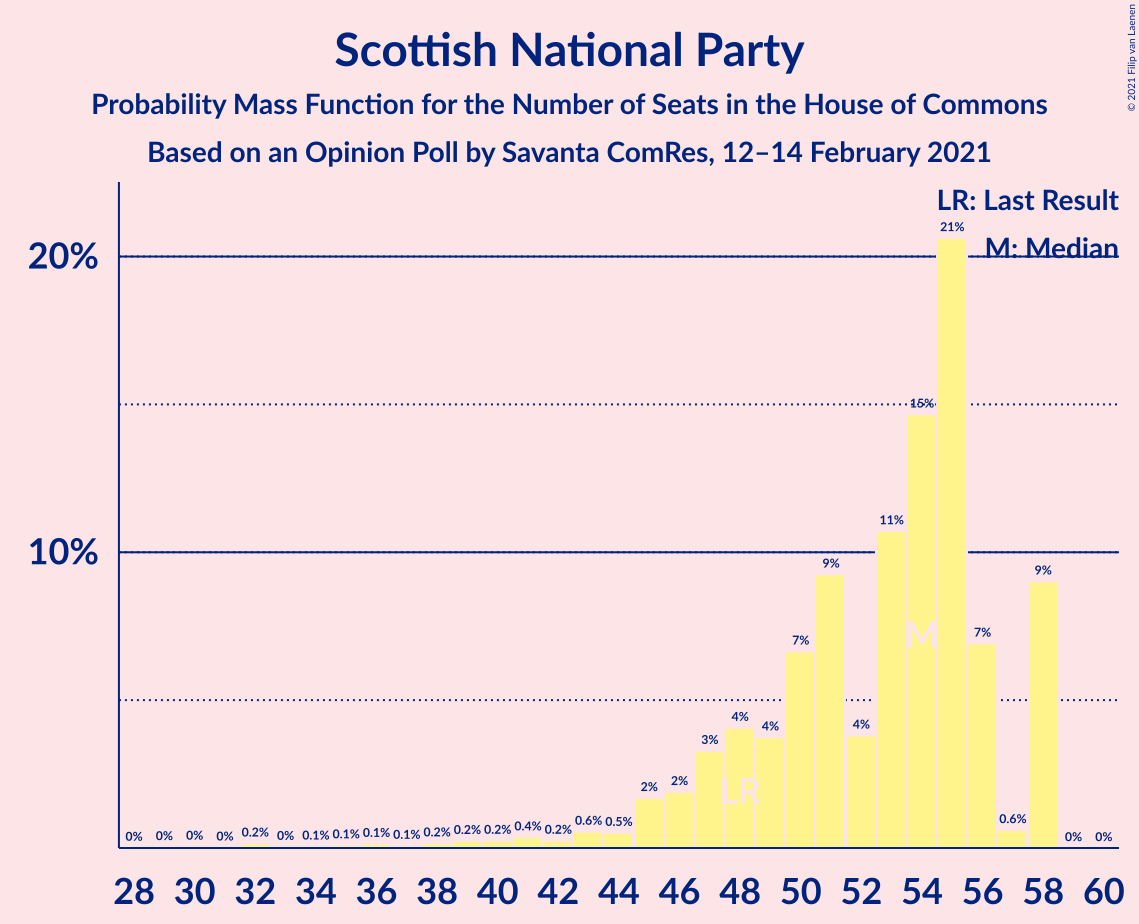 Scottish National Party
Probability Mass Function for the Number of Seats in the House of Commons
Based on an Opinion Poll by Savanta ComRes, 12–14 February 2021
© 2021 Filip van Laenen
LR: Last Result
M: Median
20%
10%
0% 0% 0% 0% 0.2% 0% 0.1% 0.1% 0.1% 0.1% 0.2% 0.2% 0.2% 0.4% 0.2% 0.6% 0.5% 2% 2% 3% 4% 4% 7% 9% 4% 11% 15% 21% 7% 0.6% 9% 0% 0%
M
LR
28 30 32 34 36 38 40 42 44 46 48 50 52 54 56 58 60